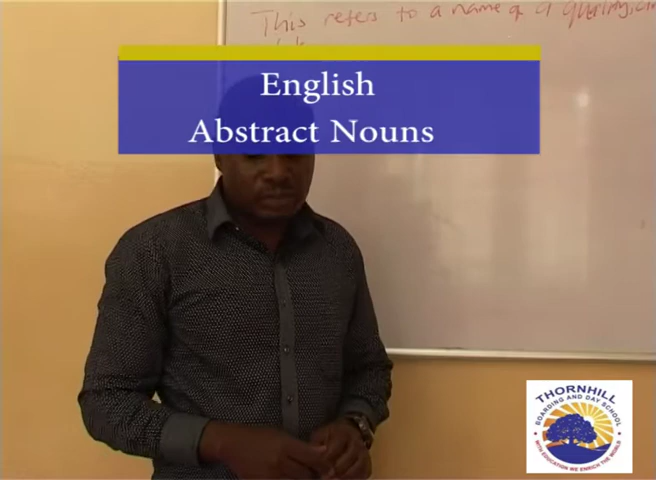 This refers to a name of a quality,
English
Abstract Nouns
THORNHILL
BOARDING AND DAY SCHOOL
WITH EDUCATION WE ENRICH THE WORLD